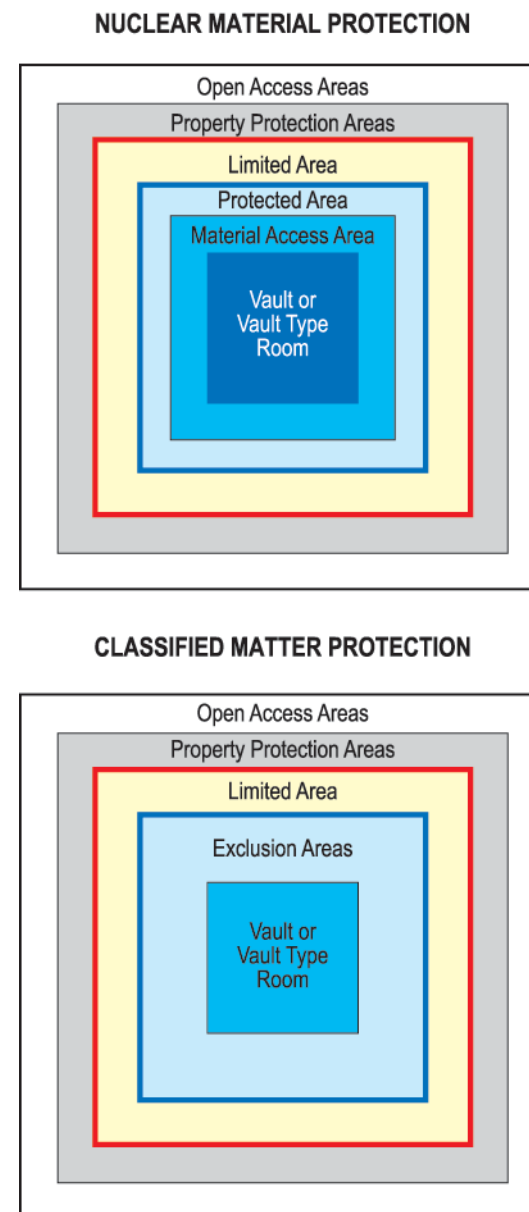 NUCLEAR MATERIAL PROTECTION
Open Access Areas
Property Protection Areas
Limited Area
Protected Area
Material Access Area
Vault or
Vault Type
Room
CLASSIFIED MATTER PROTECTION
Open Access Areas
Property Protection Areas
Limited Area
Exclusion Areas
Vault or
Vault Type
Room